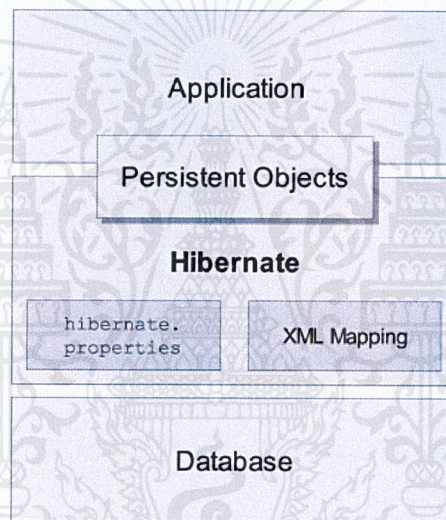 Application
Persistent Objects
Hibernate
hibernate.
properties
XML Mapping
Database